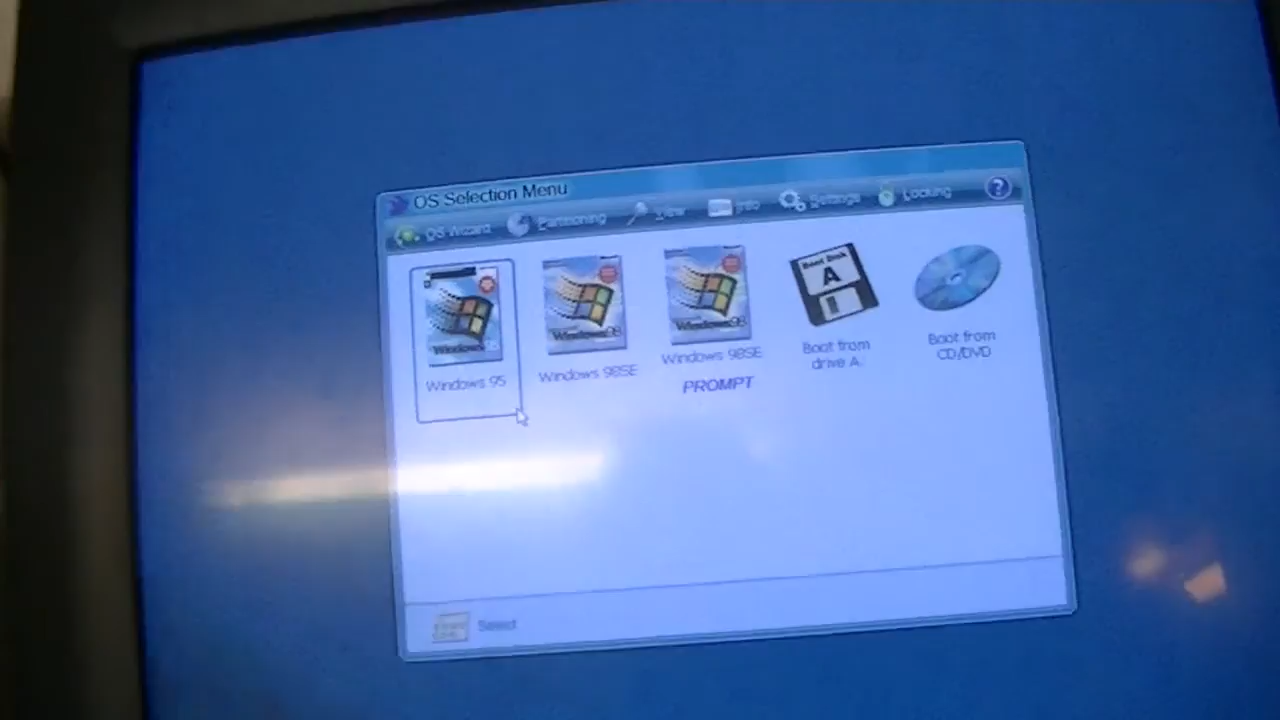 OS Selection Menu
OS Wizard Partitioning View Info Settings Locking ?
Windows 95
Windows 98SE
Windows 98SE
PROMPT
Boot Disk
A
Boot from
drive A:
Boot from
CD/DVD
Select